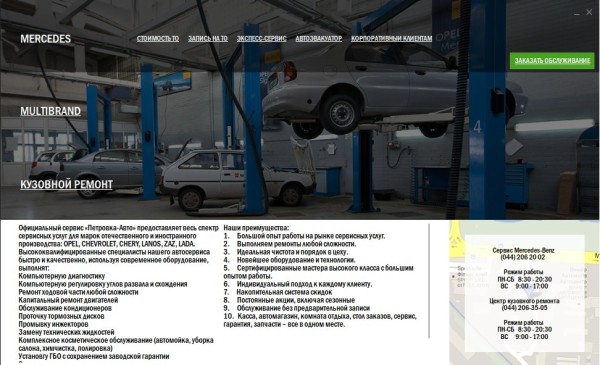 MERCEDES
СТОИМОСТЬ ТО ЗАПИСЬ НА ТО ЭКСПЕСС-СЕРВИС АВТОЭВАКУАТОР КОРПОРАТИВНЫМ КЛИЕНТАМ
ЗАКАЗАТЬ ОБСЛУЖИВАНИЕ
OPEL
MULTIBRAND
4
КУЗОВНОЙ РЕМОНТ
Официальный сервис «Петровка-Авто» предоставляет весь спектр
сервисных услуг для марок отечественного и иностранного
производства: OPEL, CHEVROLET, CHERY, LANOS, ZAZ, LADA.
Высококвалифицированные специалисты нашего автосервиса
быстро и качественно, используя современное оборудование,
выполят:
Компьютерную диагностику
Компьютерную регулировку углов развала и схождения
Ремонт ходовой части любой сложности
Капитальный ремонт двигателей
Обслуживание кондиционеров
Проточку тормозных дисков
Промывку инжекторов
Замену технических жидкостей
Комплексное косметическое обслуживание (автомойка, уборка
салона, химчистка, полировка)
Установгу ГБО с сохранением заводской гарантии
Наши преимущества:
1. Большой опыт работы на рынке сервисных услуг.
2. Выполняем ремонты любой сложности.
3. Идеальная чистота и порядок в цеху.
4. Новейшее оборудование и технологии.
5. Сертифицированные мастера высокого класса с большим
опытом работы.
6. Индивидуальный подход к каждому клиенту.
7. Накопительная система скидок
8. Постоянные акции, включая сезонные
9. Обслуживание без предварительной записи
10. Касса, автомагазин, комната отдыха, стол заказов, сервис,
гарантия, запчасти – все в одном месте.
Сервис Mercedes-Benz
(044) 206 20 02
Режим работы
ПН-СБ 8:30 - 20:30
ВС 9:00 - 17:00
Центр кузовного ремонта
(044) 206-35-05
Режим работы
ПН-СБ 8:30 - 20:30
ВС 9:00 - 17:00